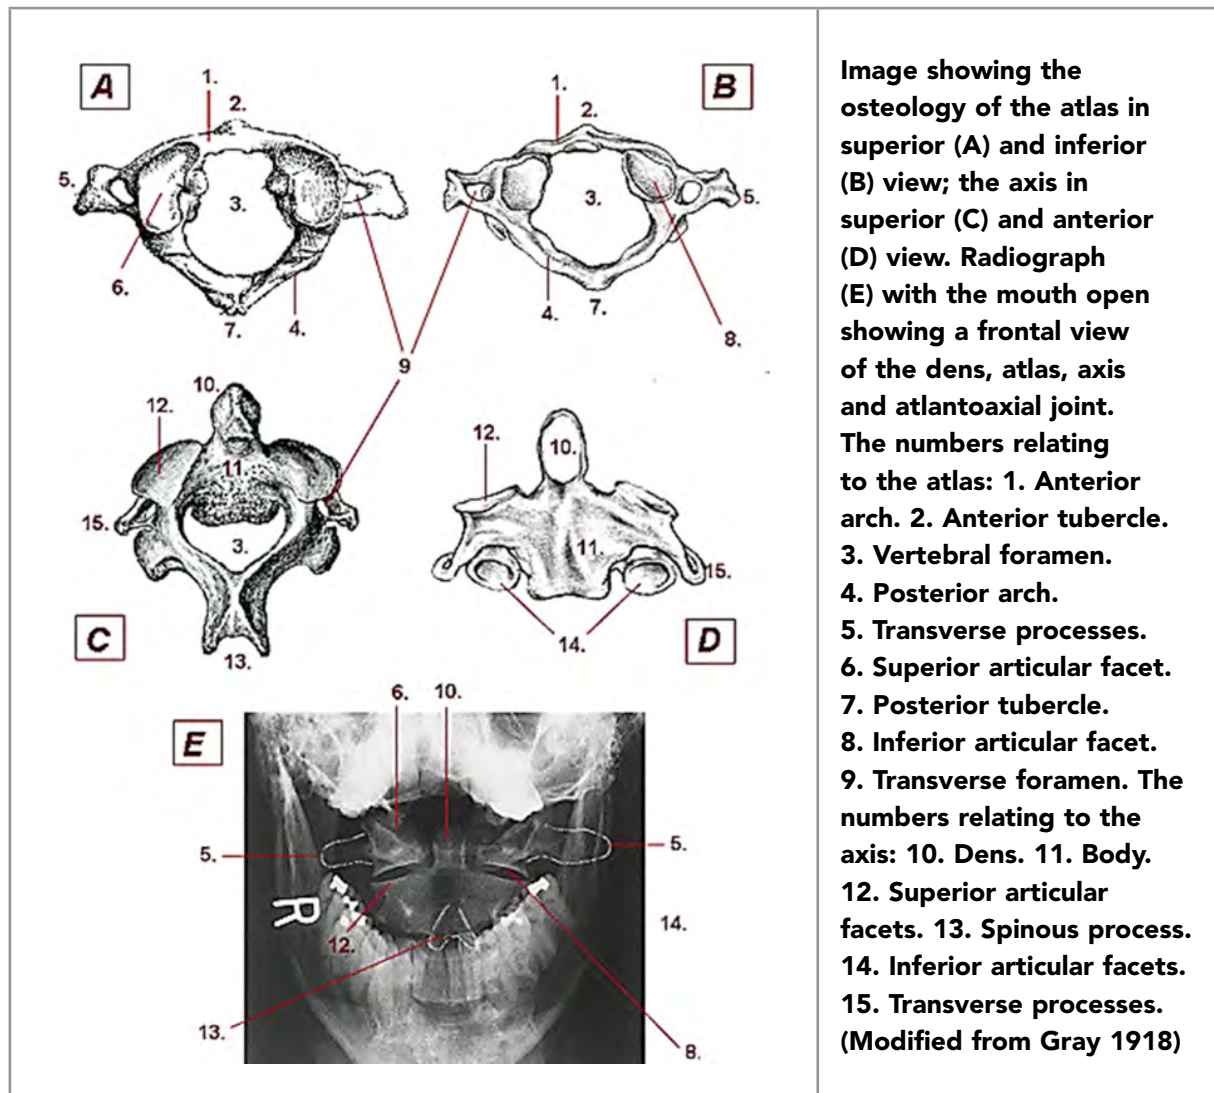 A
1.
2.
5.
3.
6.
7.
4.
B
1.
2.
3.
5.
4.
7.
8.
9
10.
12.
11
15.
3.
C
13.
12.
10.
11.
15.
14.
D
6.
10.
E
5.
5.
R
12.
14.
13.
8.
Image showing the
osteology of the atlas in
superior (A) and inferior
(B) view; the axis in
superior (C) and anterior
(D) view. Radiograph
(E) with the mouth open
showing a frontal view
of the dens, atlas, axis
and atlantoaxial joint.
The numbers relating
to the atlas: 1. Anterior
arch. 2. Anterior tubercle.
3. Vertebral foramen.
4. Posterior arch.
5. Transverse processes.
6. Superior articular facet.
7. Posterior tubercle.
8. Inferior articular facet.
9. Transverse foramen. The
numbers relating to the
axis: 10. Dens. 11. Body.
12. Superior articular
facets. 13. Spinous process.
14. Inferior articular facets.
15. Transverse processes.
(Modified from Gray 1918)